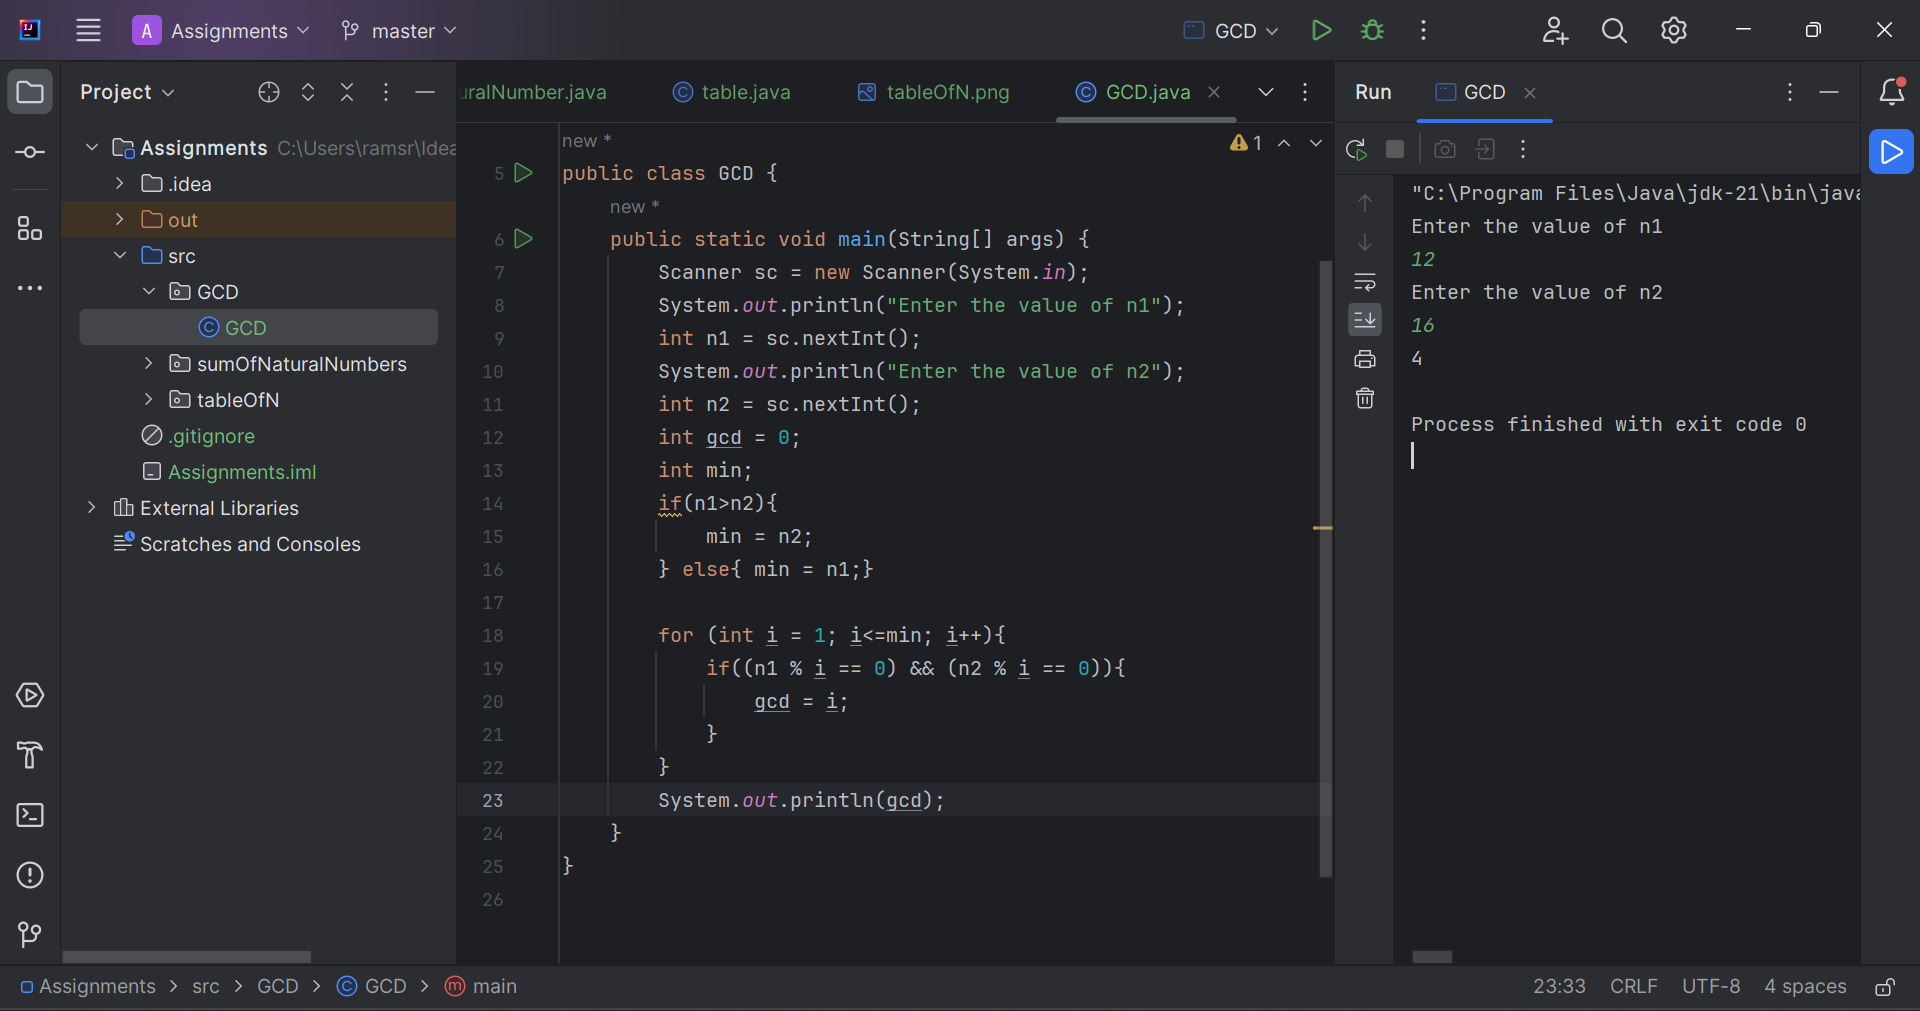 A Assignments master GCD
Project
Assignments C:\Users\ramsr\Idea
.idea
out
src
GCD
GCD
sumOfNaturalNumbers
tableOfN
.gitignore
Assignments.iml
External Libraries
Scratches and Consoles
uralNumber.java table.java tableOfN.png GCD.java
new *
1
5 public class GCD {
new *
6 public static void main(String[] args) {
7 Scanner sc = new Scanner(System.in);
8 System.out.println("Enter the value of n1");
9 int n1 = sc.nextInt();
10 System.out.println("Enter the value of n2");
11 int n2 = sc.nextInt();
12 int gcd = 0;
13 int min;
14 if(n1>n2){
15 min = n2;
16 } else{ min = n1;}
17
18 for (int i = 1; i<=min; i++){
19 if((n1 % i == 0) && (n2 % i == 0)){
20 gcd = i;
21 }
22 }
23 System.out.println(gcd);
24 }
25 }
26
Run GCD
"C:\Program Files\Java\jdk-21\bin\java
Enter the value of n1
12
Enter the value of n2
16
4
Process finished with exit code 0
Assignments > src > GCD > GCD > main
23:33 CRLF UTF-8 4 spaces